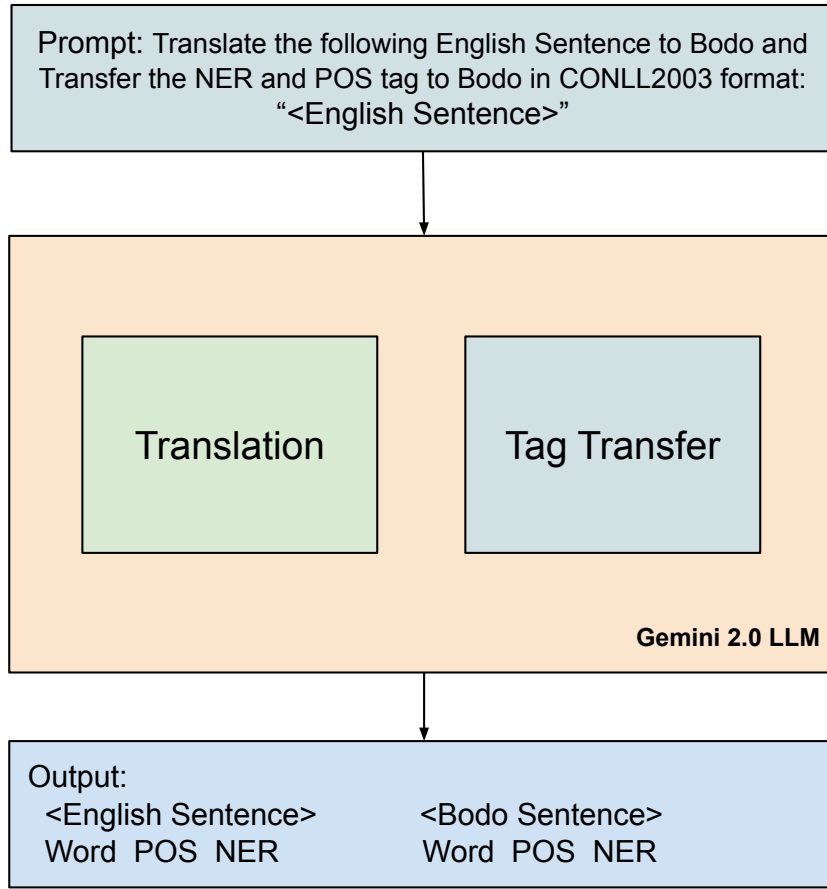 Prompt: Translate the following English Sentence to Bodo and
Transfer the NER and POS tag to Bodo in CONLL2003 format:
“<English Sentence>”
Translation
Tag Transfer
Gemini 2.0 LLM
Output:
<English Sentence> <Bodo Sentence>
Word POS NER Word POS NER